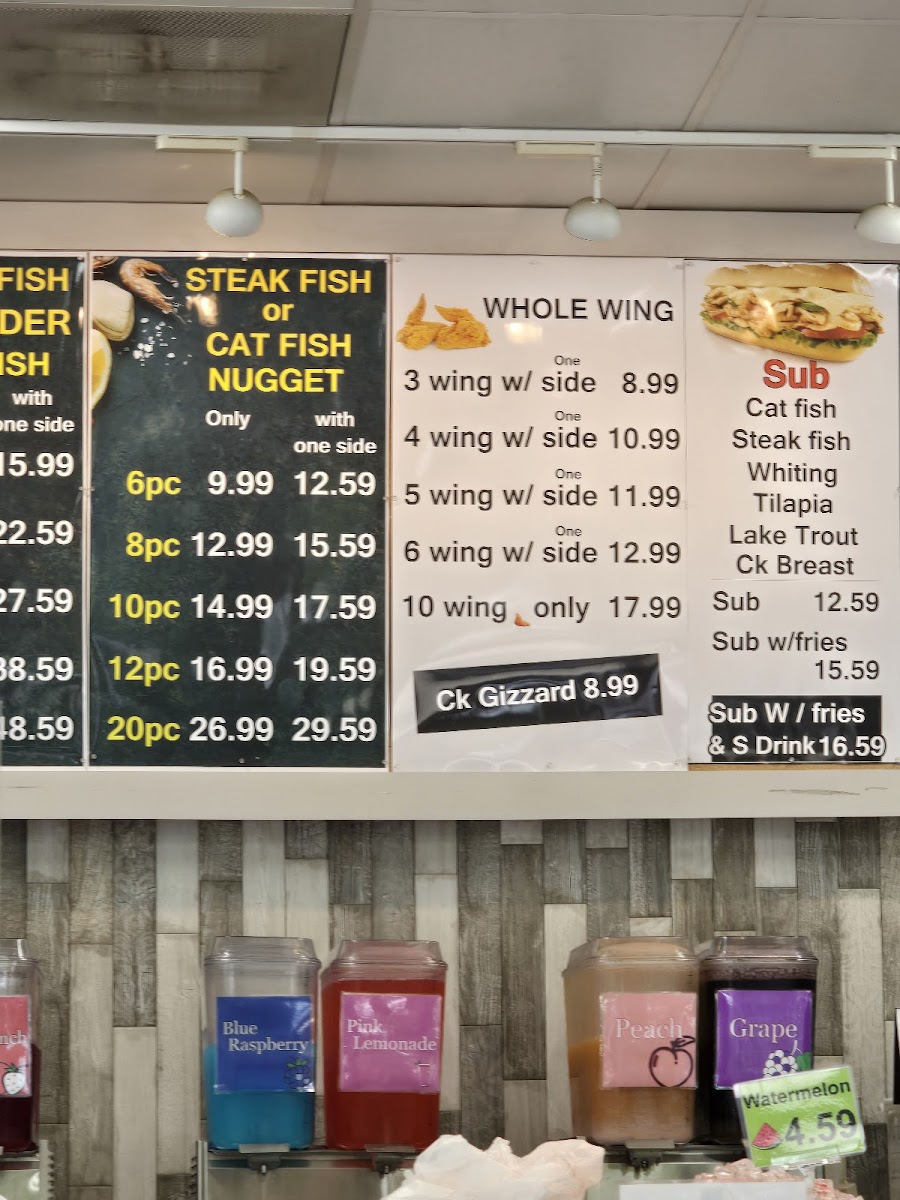 FISH
with
one side
15.99
22.59
27.59
38.59
48.59
STEAK FISH
or
CAT FISH
NUGGET
Only with
one side
6pc 9.99 12.59
8pc 12.99 15.59
10pc 14.99 17.59
12pc 16.99 19.59
20pc 26.99 29.59
WHOLE WING
One
3 wing w/ side 8.99
One
4 wing w/ side 10.99
One
5 wing w/ side 11.99
One
6 wing w/ side 12.99
10 wing only 17.99
Ck Gizzard 8.99
Sub
Cat fish
Steak fish
Whiting
Tilapia
Lake Trout
Ck Breast
Sub 12.59
Sub w/fries
15.59
Sub W / fries
& S Drink 16.59
Blue
Raspberry
Pink
Lemonade
Peach
Grape
Watermelon
4.59